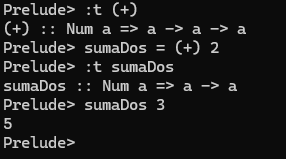 Prelude> :t (+)
(+) :: Num a => a -> a -> a
Prelude> sumaDos = (+) 2
Prelude> :t sumaDos
sumaDos :: Num a => a -> a
Prelude> sumaDos 3
5
Prelude>